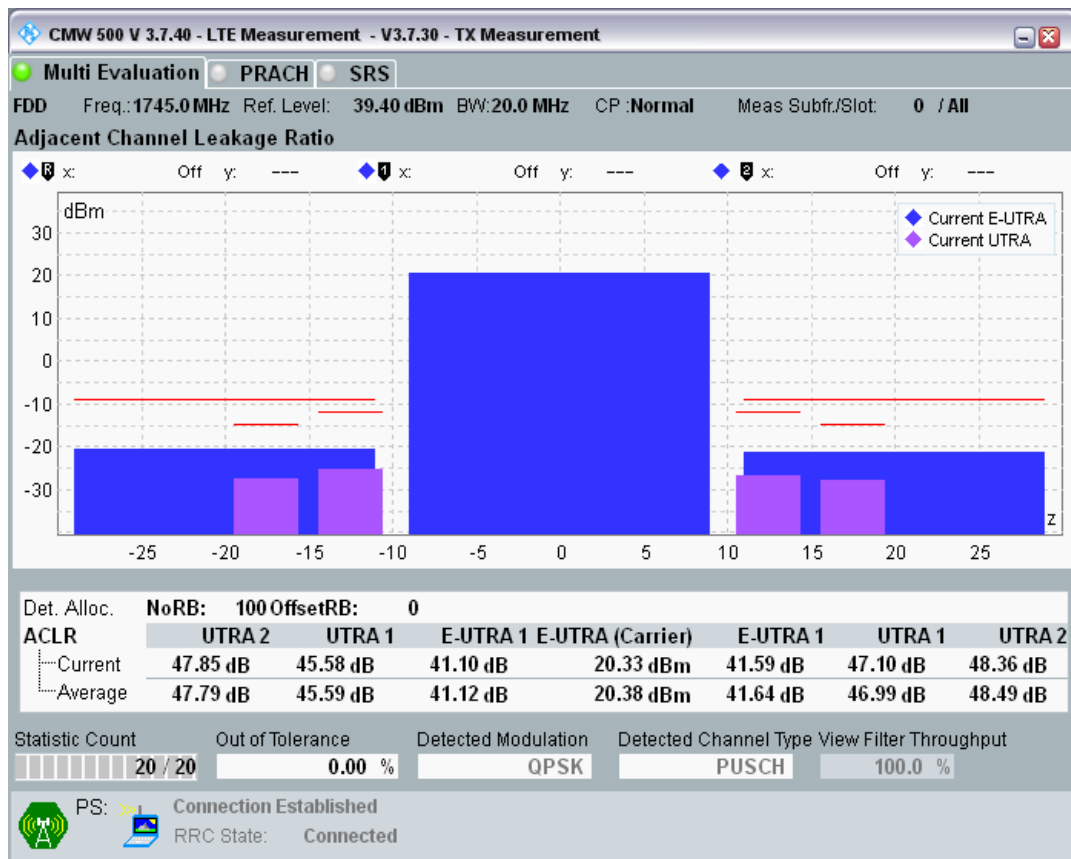 CMW 500 V 3.7.40 - LTE Measurement - V3.7.30 - TX Measurement
Multi Evaluation PRACH SRS
FDD Freq.:1745.0 MHz Ref. Level: 39.40 dBm BW:20.0 MHz CP :Normal Meas Subfr./Slot: 0 / All
Adjacent Channel Leakage Ratio
R x: Off y: --- 1 x: Off y: --- 2 x: Off y: ---
dBm
Current E-UTRA
Current UTRA
30
20
10
0
-10
-20
-30
z
-25 -20 -15 -10 -5 0 5 10 15 20 25
Det. Alloc. NoRB: 100 OffsetRB: 0
ACLR UTRA 2 UTRA 1 E-UTRA 1 E-UTRA (Carrier) E-UTRA 1 UTRA 1 UTRA 2
Current 47.85 dB 45.58 dB 41.10 dB 20.33 dBm 41.59 dB 47.10 dB 48.36 dB
Average 47.79 dB 45.59 dB 41.12 dB 20.38 dBm 41.64 dB 46.99 dB 48.49 dB
Statistic Count Out of Tolerance Detected Modulation Detected Channel Type View Filter Throughput
20 / 20 0.00 % QPSK PUSCH 100.0 %
PS: Connection Established
RRC State: Connected